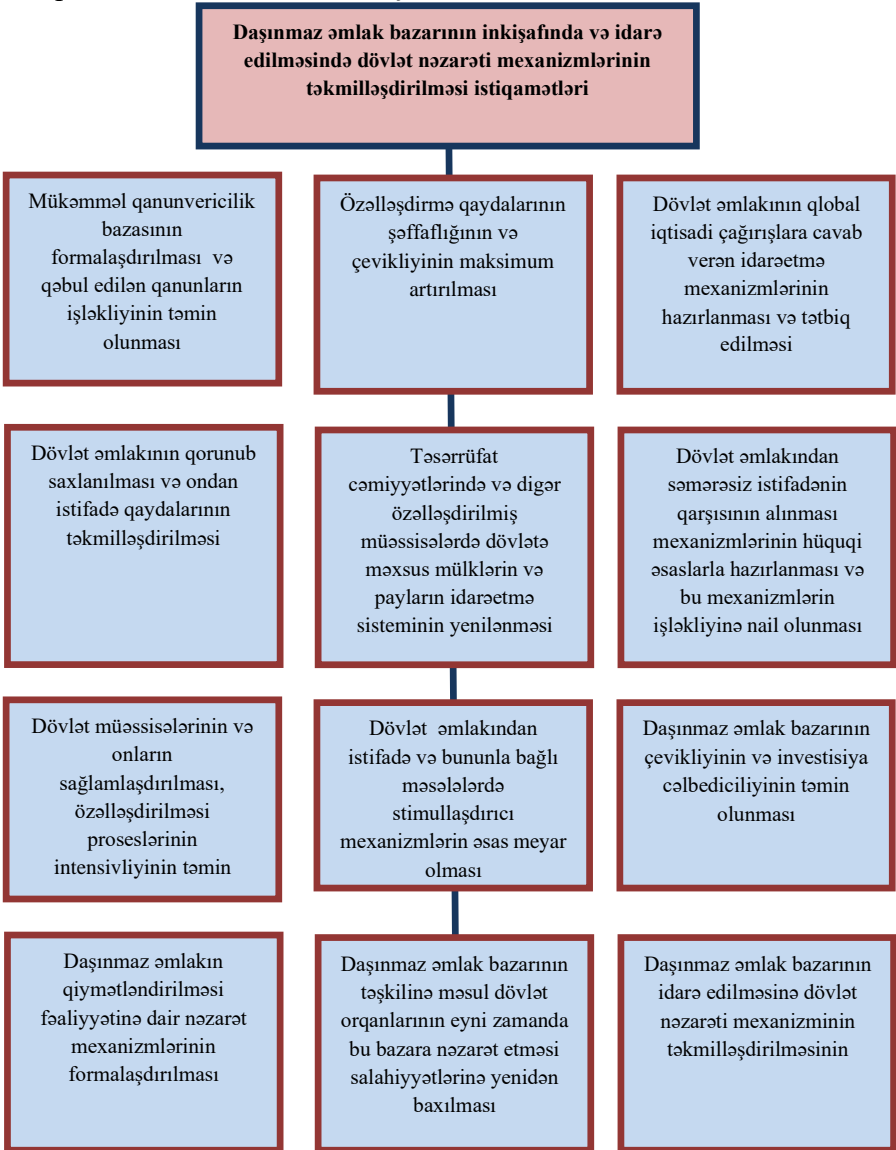 Daşınmaz əmlak bazarının inkişafında və idarə
edilməsində dövlət nəzarəti mexanizmlərinin
təkmilləşdirilməsi istiqamətləri
Mükəmməl qanunvericilik
bazasının
formalaşdırılması və
qəbul edilən qanunların
işləkliyinin təmin
olunması
Özəlləşdirmə qaydalarının
şəffaflığının və
çevikliyinin maksimum
artırılması
Dövlət əmlakının qlobal
iqtisadi çağırışlara cavab
verən idarəetmə
mexanizmlərinin
hazırlanması və tətbiq
edilməsi
Dövlət əmlakının qorunub
saxlanılması və ondan
istifadə qaydalarının
təkmilləşdirilməsi
Təsərrüfat
cəmiyyətlərində və digər
özəlləşdirilmiş
müəssisələrdə dövlətə
məxsus mülklərin və
payların idarəetmə
sisteminin yenilənməsi
Dövlət əmlakından
səmərəsiz istifadənin
qarşısının alınması
mexanizmlərinin hüquqi
əsaslarla hazırlanması və
bu mexanizmlərin
işləkliyinə nail olunması
Dövlət müəssisələrinin və
onların
sağlamlaşdırılması,
özəlləşdirilməsi
proseslərinin
intensivliyinin təmin
Dövlət əmlakından
istifadə və bununla bağlı
məsələlərdə
stimullaşdırıcı
mexanizmlərin əsas meyar
olması
Daşınmaz əmlak bazarının
çevikliyinin və investisiya
cəlbediciliyinin təmin
olunması
Daşınmaz əmlakın
qiymətləndirilməsi
fəaliyyətinə dair nəzarət
mexanizmlərinin
formalaşdırılması
Daşınmaz əmlak bazarının
təşkilinə məsul dövlət
orqanlarının eyni zamanda
bu bazara nəzarət etməsi
salahiyyətlərinə yenidən
baxılması
Daşınmaz əmlak bazarının
idarə edilməsinə dövlət
nəzarəti mexanizminin
təkmilləşdirilməsinin